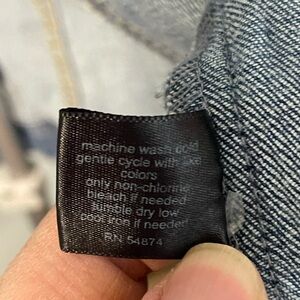 machine wash cold
gentle cycle with like
colors
only non-chlorine
bleach if needed
tumble dry low
cool iron if needed
RN 54874